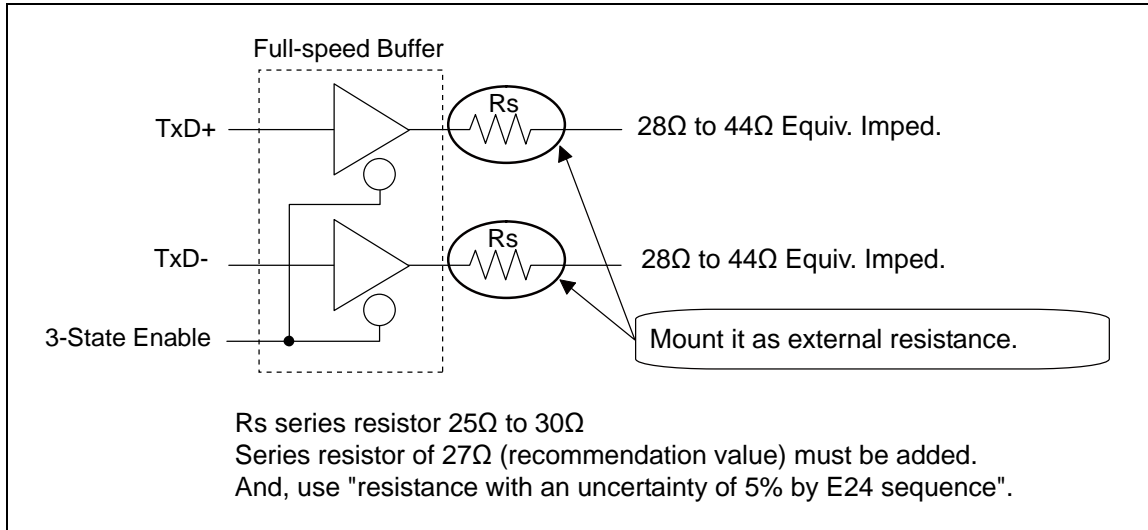 Full-speed Buffer
TxD+
Rs
28Ω to 44Ω Equiv. Imped.
TxD-
Rs
28Ω to 44Ω Equiv. Imped.
3-State Enable
Mount it as external resistance.
Rs series resistor 25Ω to 30Ω
Series resistor of 27Ω (recommendation value) must be added.
And, use "resistance with an uncertainty of 5% by E24 sequence".